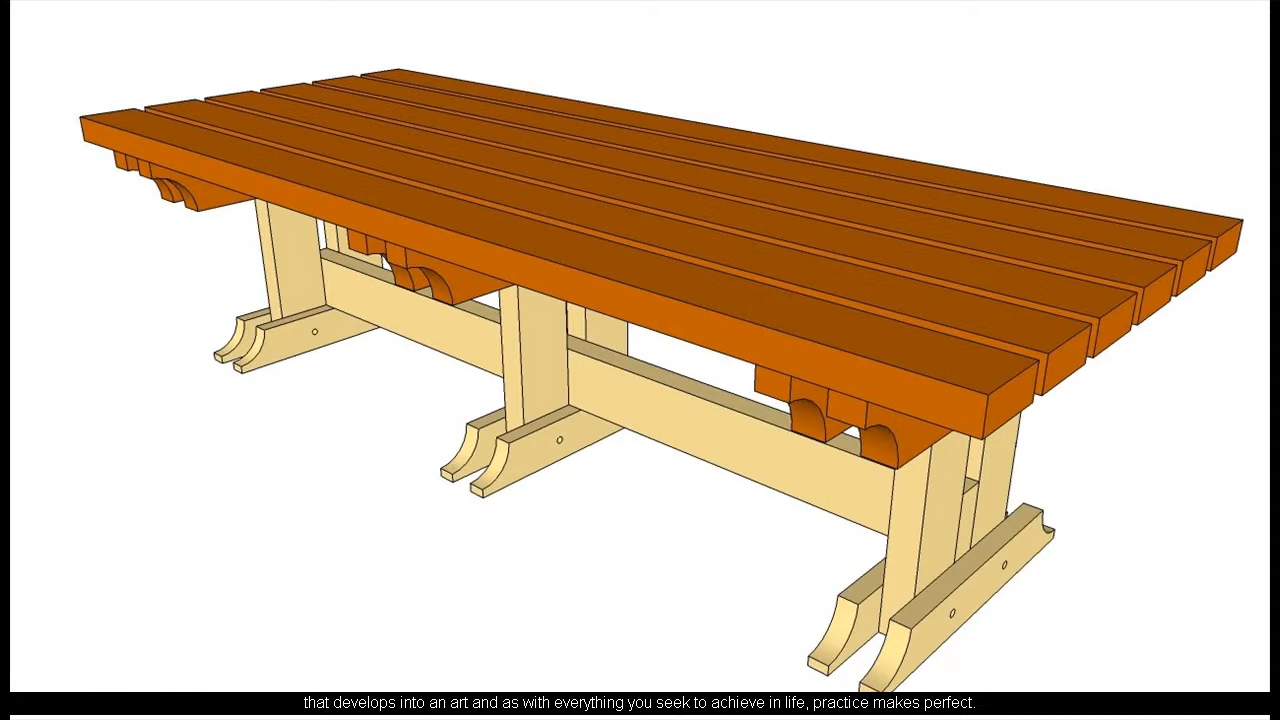 that develops into an art and as with everything you seek to achieve in life, practice makes perfect.